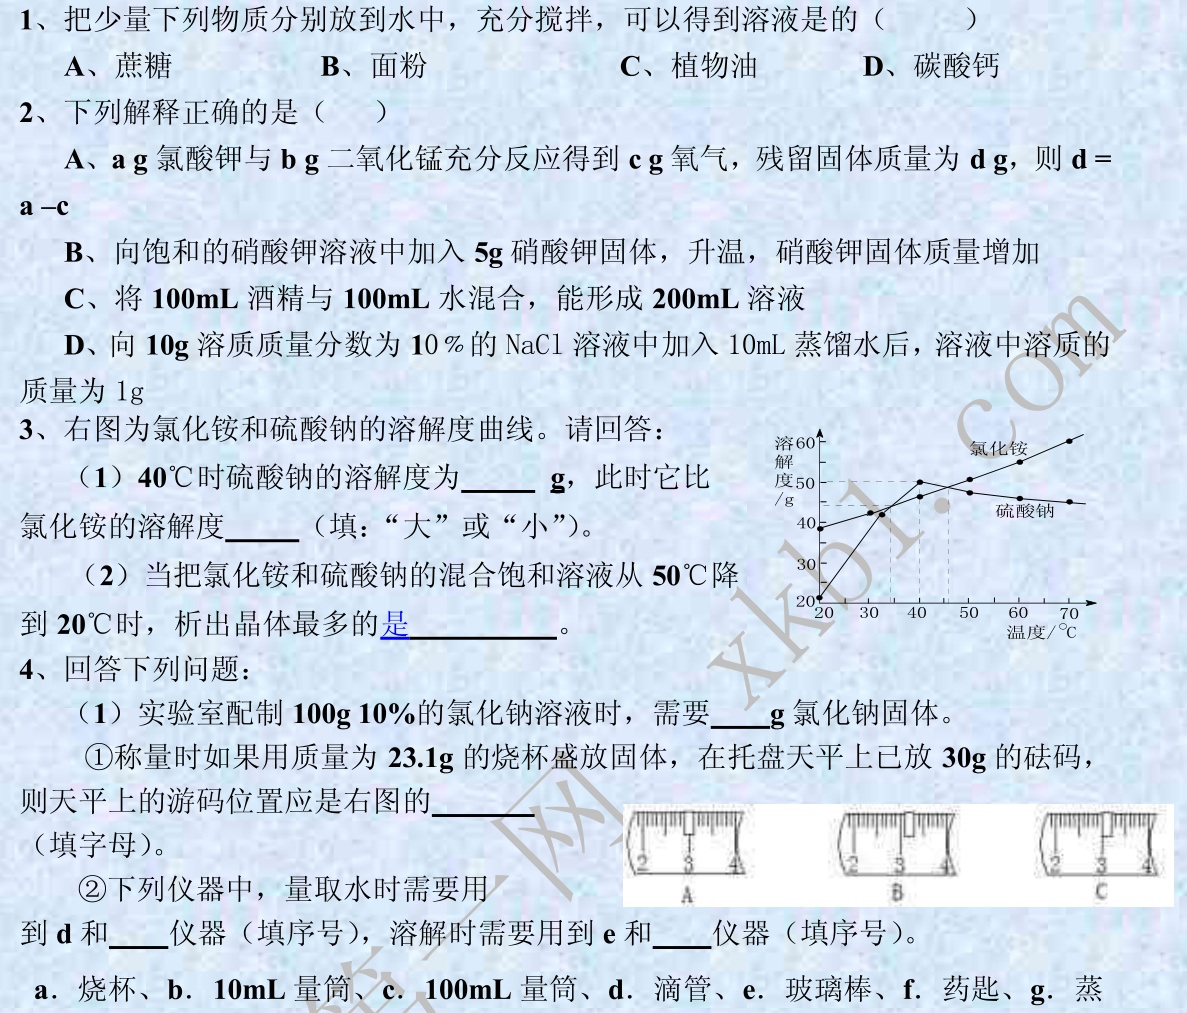 1、把少量下列物质分别放到水中，充分搅拌，可以得到溶液是的（　　）
A、蔗糖　B、面粉　C、植物油　D、碳酸钙
2、下列解释正确的是（　）
A、a g 氯酸钾与 b g 二氧化锰充分反应得到 c g 氧气，残留固体质量为 d g，则 d =
a –c
B、向饱和的硝酸钾溶液中加入 5g 硝酸钾固体，升温，硝酸钾固体质量增加
C、将 100mL 酒精与 100mL 水混合，能形成 200mL 溶液
D、向 10g 溶质质量分数为 10％的 NaCl 溶液中加入 10mL 蒸馏水后，溶液中溶质的
质量为 1g
3、右图为氯化铵和硫酸钠的溶解度曲线。请回答：
（1）40℃时硫酸钠的溶解度为_____ g，此时它比
氯化铵的溶解度_____（填：“大”或“小”）。
（2）当把氯化铵和硫酸钠的混合饱和溶液从 50℃降
到 20℃时，析出晶体最多的是__________。
溶解度/g
60
50
40
30
20
氯化铵
硫酸钠
20 30 40 50 60 70
温度/℃
4、回答下列问题：
（1）实验室配制 100g 10%的氯化钠溶液时，需要____g 氯化钠固体。
①称量时如果用质量为 23.1g 的烧杯盛放固体，在托盘天平上已放 30g 的砝码，
则天平上的游码位置应是右图的_______
（填字母）。
2 3 4 2 3 4 2 3 4
A B C
②下列仪器中，量取水时需要用
到 d 和____仪器（填序号），溶解时需要用到 e 和____仪器（填序号）。
a．烧杯、b．10mL 量筒、c．100mL 量筒、d．滴管、e．玻璃棒、f．药匙、g．蒸
第一网 xkb1.com